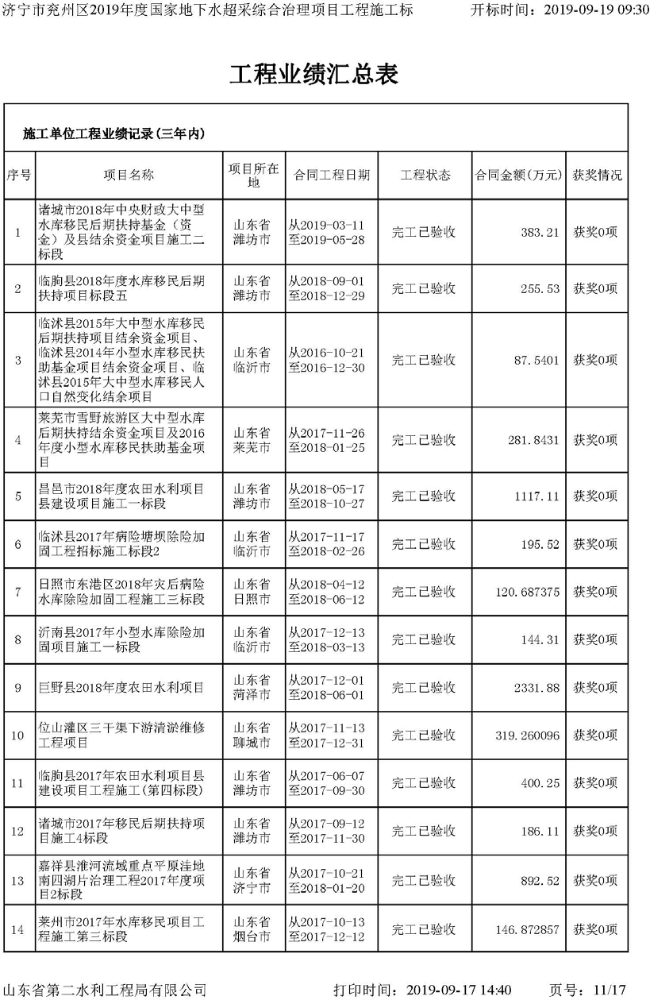 济宁市兖州区2019年度国家地下水超采综合治理项目工程施工标 开标时间：2019-09-19 09:30
工程业绩汇总表
施工单位工程业绩记录(三年内)
序号 项目名称 项目所在地 合同工程日期 工程状态 合同金额(万元) 获奖情况
1 诸城市2018年中央财政大中型水库移民后期扶持基金（资金）及县结余资金项目施工二标段 山东省潍坊市 从2019-03-11至2019-05-28 完工已验收 383.21 获奖0项
2 临朐县2018年度水库移民后期扶持项目标段五 山东省潍坊市 从2018-09-01至2018-12-29 完工已验收 255.53 获奖0项
3 临沭县2015年大中型水库移民后期扶持项目结余资金项目、临沭县2014年小型水库移民扶助基金项目结余资金项目、临沭县2015年大中型水库移民人口自然变化结余项目 山东省临沂市 从2016-10-21至2016-12-30 完工已验收 87.5401 获奖0项
4 莱芜市雪野旅游区大中型水库后期扶持结余资金项目及2016年度小型水库移民扶助基金项目 山东省莱芜市 从2017-11-26至2018-01-25 完工已验收 281.8431 获奖0项
5 昌邑市2018年度农田水利项目县建设项目施工一标段 山东省潍坊市 从2018-05-17至2018-10-27 完工已验收 1117.11 获奖0项
6 临沭县2017年病险塘坝除险加固工程招标施工标段2 山东省临沂市 从2017-11-17至2018-02-26 完工已验收 195.52 获奖0项
7 日照市东港区2018年灾后病险水库除险加固工程施工三标段 山东省日照市 从2018-04-12至2018-06-12 完工已验收 120.687375 获奖0项
8 沂南县2017年小型水库除险加固项目施工一标段 山东省临沂市 从2017-12-13至2018-03-13 完工已验收 144.31 获奖0项
9 巨野县2018年度农田水利项目 山东省菏泽市 从2017-12-01至2018-06-01 完工已验收 2331.88 获奖0项
10 位山灌区三干渠下游清淤维修工程项目 山东省聊城市 从2017-11-13至2017-12-31 完工已验收 319.260096 获奖0项
11 临朐县2017年农田水利项目县建设项目工程施工(第四标段) 山东省潍坊市 从2017-06-07至2017-09-30 完工已验收 400.25 获奖0项
12 诸城市2017年移民后期扶持项目施工4标段 山东省潍坊市 从2017-09-12至2017-11-30 完工已验收 186.11 获奖0项
13 嘉祥县淮河流域重点平原洼地南四湖片治理工程2017年度项目2标段 山东省济宁市 从2017-10-21至2018-01-20 完工已验收 892.52 获奖0项
14 莱州市2017年水库移民项目工程施工第三标段 山东省烟台市 从2017-10-13至2017-12-12 完工已验收 146.872857 获奖0项
山东省第二水利工程局有限公司 打印时间：2019-09-17 14:40 页号：11/17